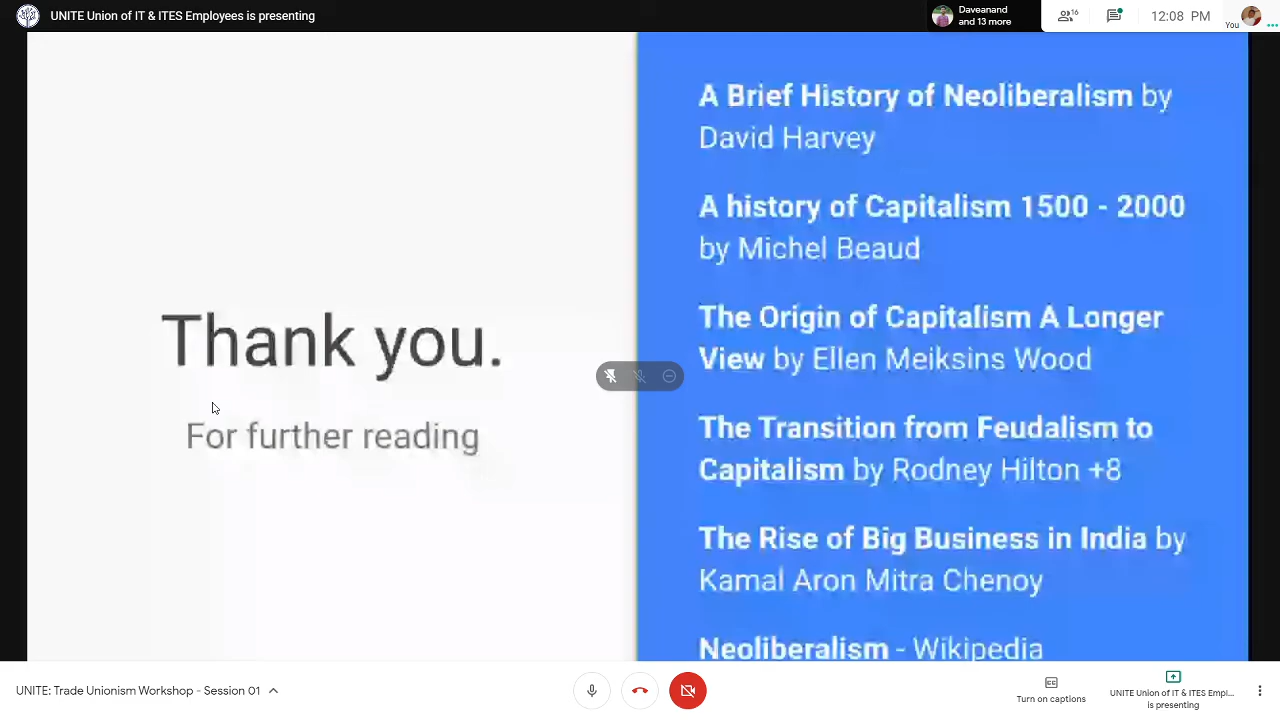 UNITE Union of IT & ITES Employees is presenting
Daveanand
and 13 more
16
12:08 PM
You
Thank you.
For further reading
A Brief History of Neoliberalism by
David Harvey
A history of Capitalism 1500 - 2000
by Michel Beaud
The Origin of Capitalism A Longer
View by Ellen Meiksins Wood
The Transition from Feudalism to
Capitalism by Rodney Hilton +8
The Rise of Big Business in India by
Kamal Aron Mitra Chenoy
Neoliberalism - Wikipedia
UNITE: Trade Unionism Workshop - Session 01
CC
Turn on captions
UNITE Union of IT & ITES Empl...
is presenting